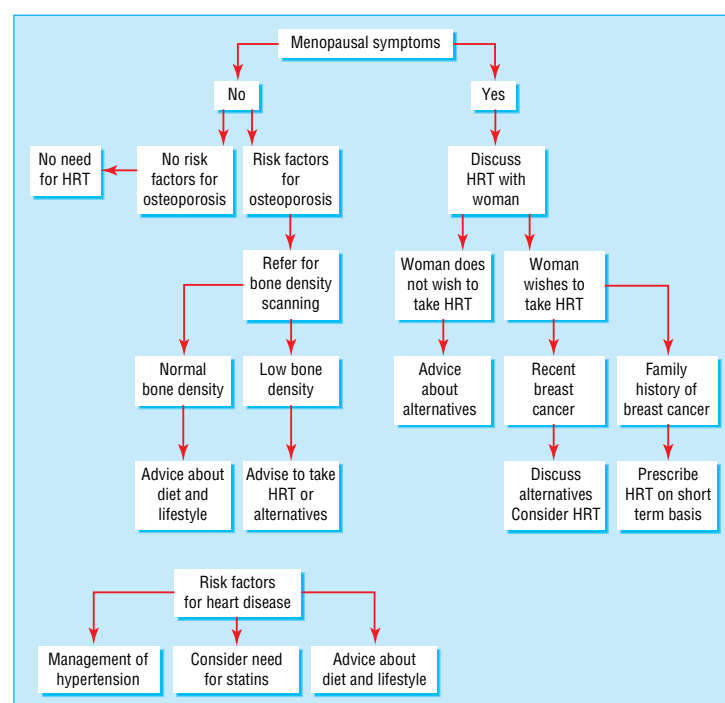 Menopausal symptoms
No
Yes
No need
for HRT
No risk
factors for
osteoporosis
Risk factors
for
osteoporosis
Discuss
HRT with
woman
Refer for
bone density
scanning
Woman does
not wish to
take HRT
Woman
wishes to
take HRT
Normal
bone density
Low bone
density
Advice
about
alternatives
Recent
breast
cancer
Family
history of
breast cancer
Advice about
diet and
lifestyle
Advise to take
HRT or
alternatives
Discuss
alternatives
Consider HRT
Prescribe
HRT on short
term basis
Risk factors
for heart disease
Management of
hypertension
Consider need
for statins
Advice about
diet and lifestyle